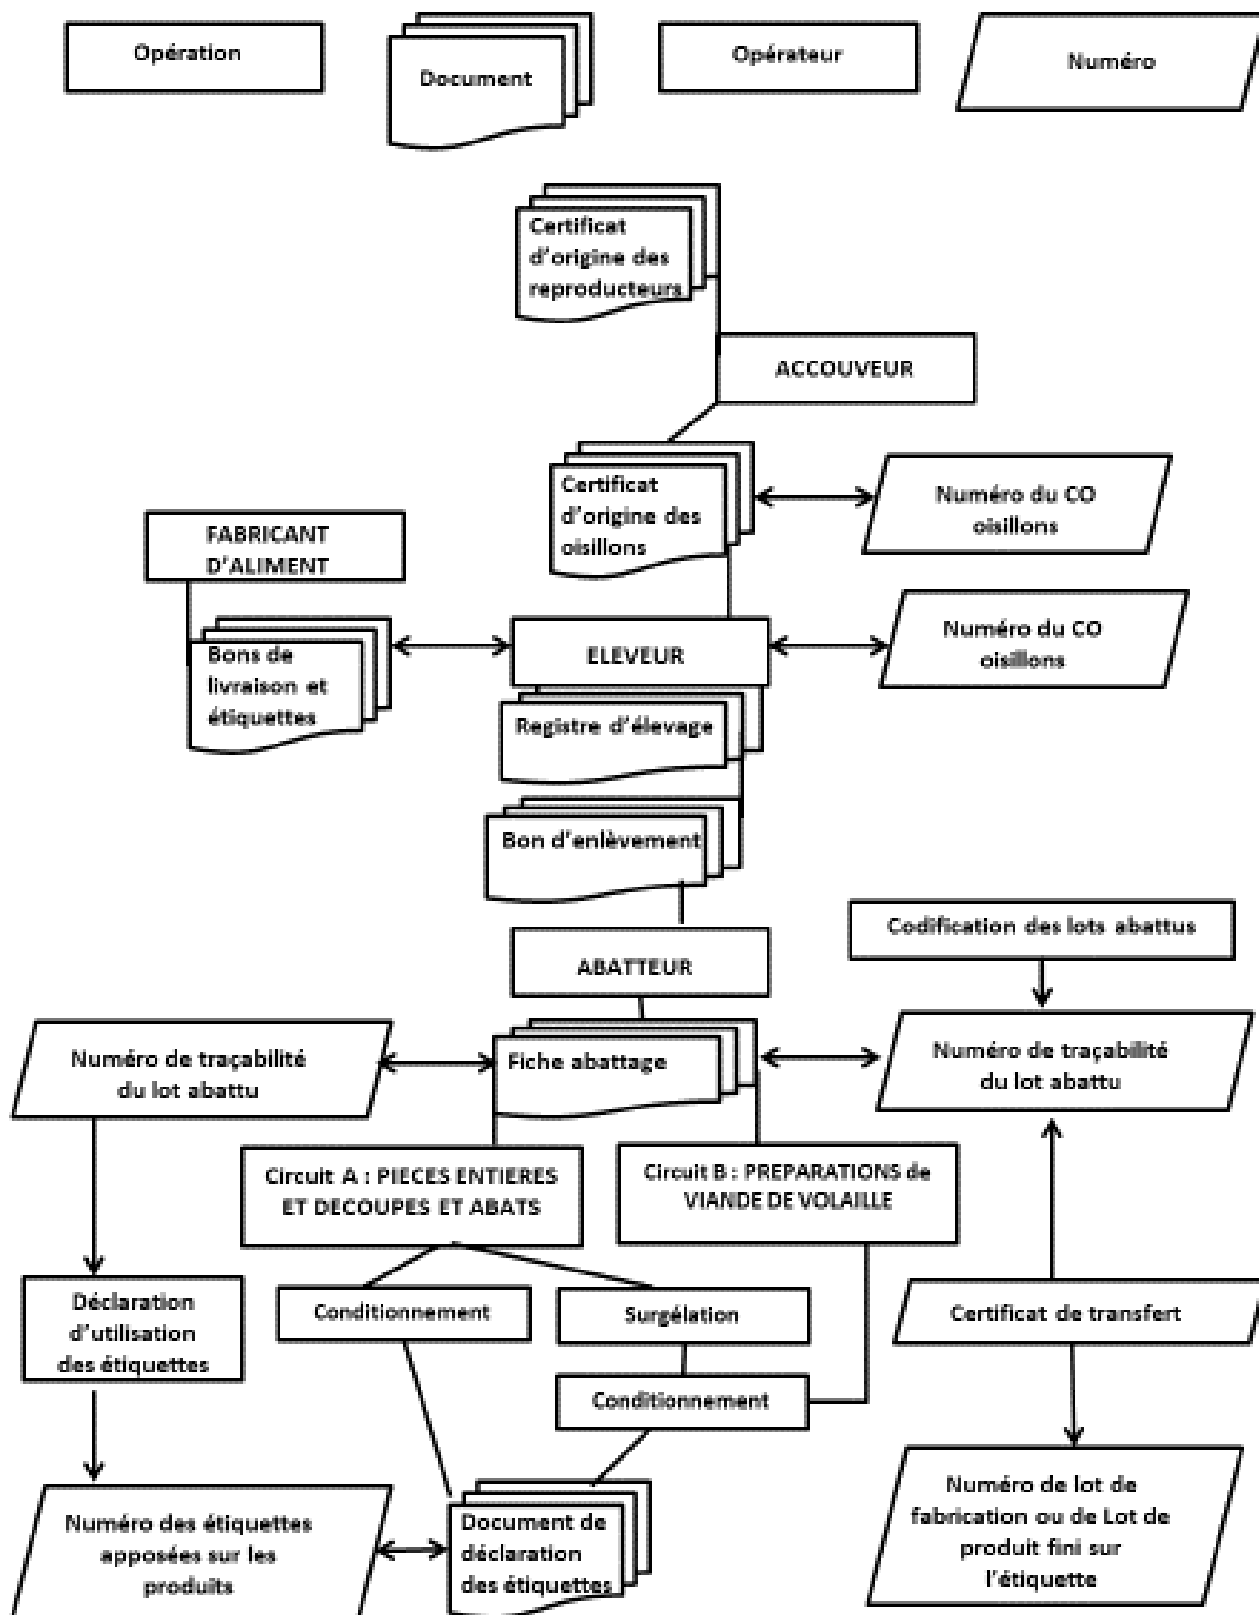 Opération
Document
Opérateur
Numéro
Certificat
d'origine des
reproducteurs
ACCOUVEUR
Certificat
d'origine des
oisillons
Numéro du CO
oisillons
FABRICANT
D'ALIMENT
Bons de
livraison et
étiquettes
ELEVEUR
Numéro du CO
oisillons
Registre d'élevage
Bon d'enlèvement
Codification des lots abattus
ABATTEUR
Numéro de traçabilité
du lot abattu
Fiche abattage
Numéro de traçabilité
du lot abattu
Circuit A : PIECES ENTIERES
ET DECOUPES ET ABATS
Circuit B : PREPARATIONS de
VIANDE DE VOLAILLE
Déclaration
d'utilisation
des étiquettes
Conditionnement
Surgélation
Certificat de transfert
Conditionnement
Numéro des étiquettes
apposées sur les
produits
Document de
déclaration
des étiquettes
Numéro de lot de
fabrication ou de Lot de
produit fini sur
l'étiquette